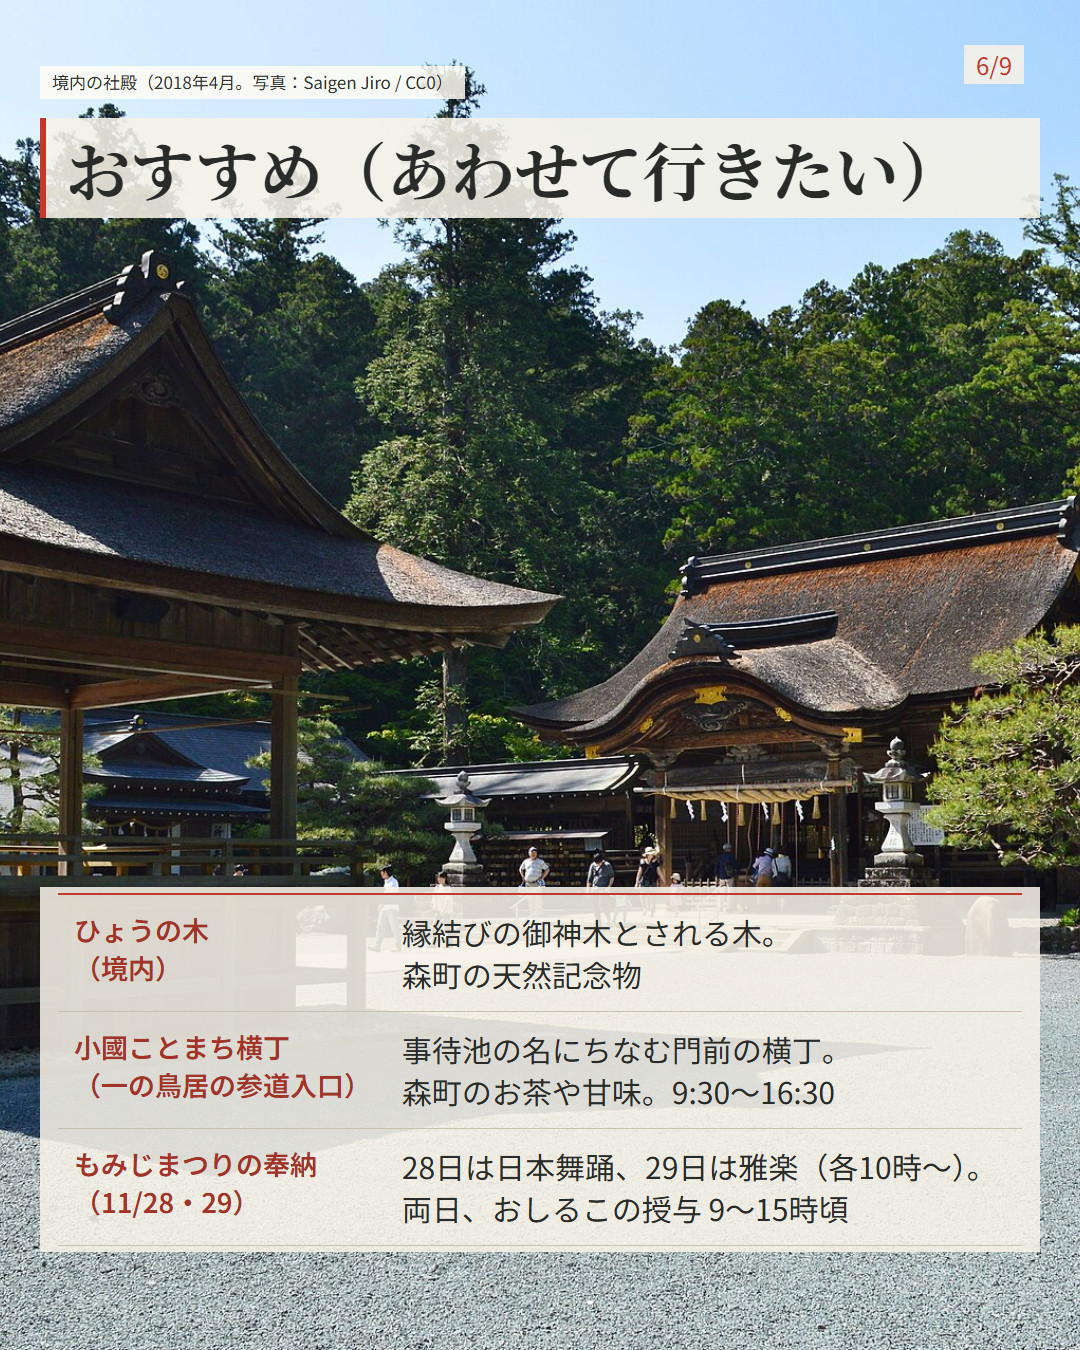 境内の社殿（2018年4月。写真：Saigen Jiro / CC0）
6/9
おすすめ（あわせて行きたい）
ひょうの木
（境内）
縁結びの御神木とされる木。
森町の天然記念物
小國ことまち横丁
（一の鳥居の参道入口）
事待池の名にちなむ門前の横丁。
森町のお茶や甘味。9:30〜16:30
もみじまつりの奉納
（11/28・29）
28日は日本舞踊、29日は雅楽（各10時〜）。
両日、おしるこの授与 9〜15時頃